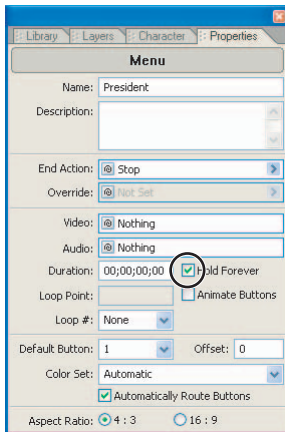 Library Layers Character Properties
Menu
Name: President
Description:
End Action: Stop
Override: Not Set
Video: Nothing
Audio: Nothing
Duration: 00;00;00;00 Hold Forever
Loop Point: Animate Buttons
Loop #: None
Default Button: 1 Offset: 0
Color Set: Automatic
Automatically Route Buttons
Aspect Ratio: 4 : 3 16 : 9